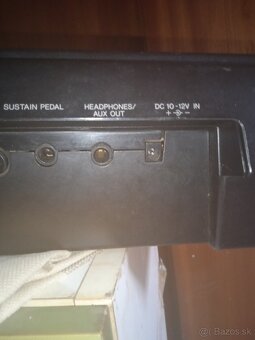 SUSTAIN PEDAL
HEADPHONES/
AUX OUT
DC 10-12V IN
+ -
Bazos.sk